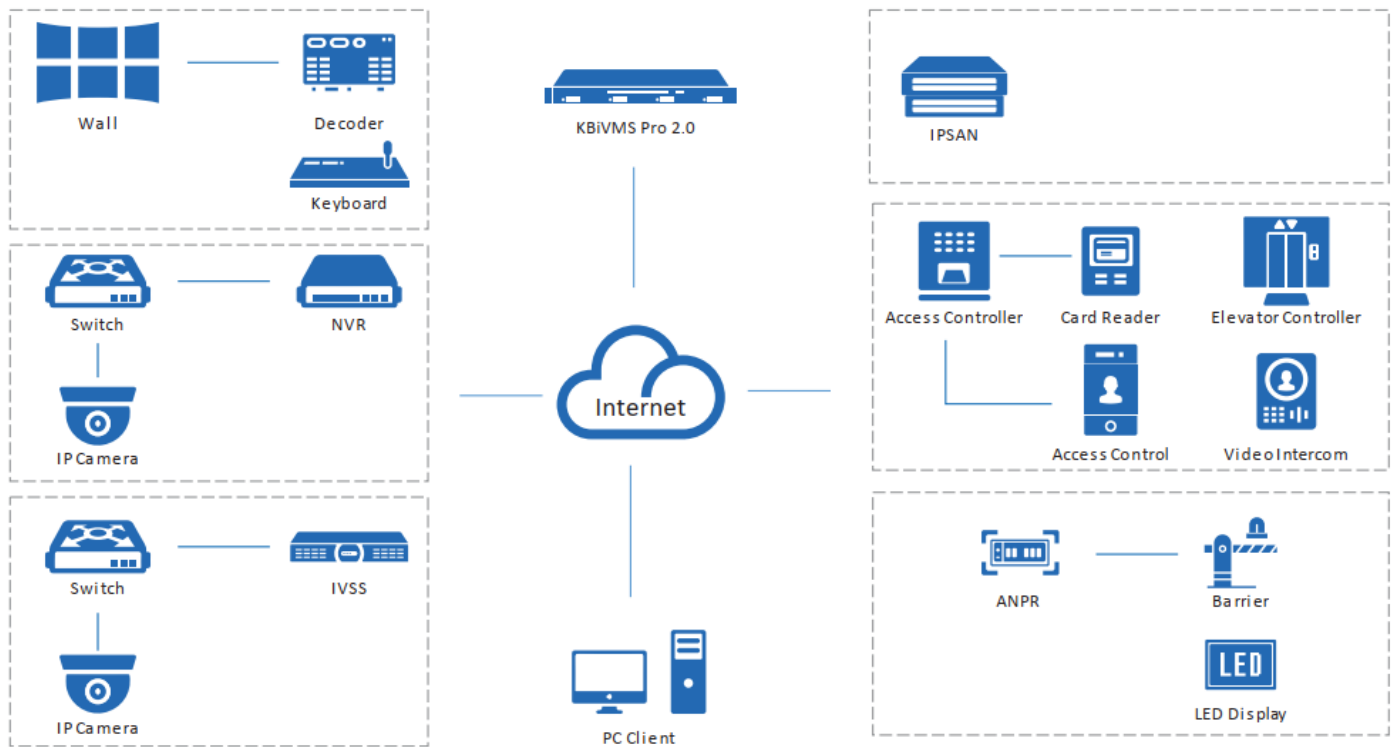 Wall
Decoder
Keyboard
Switch
NVR
IP Camera
Switch
IVSS
IP Camera
KBiVMS Pro 2.0
Internet
PC Client
IPSAN
Access Controller
Card Reader
Elevator Controller
Access Control
Video Intercom
ANPR
Barrier
LED
LED Display